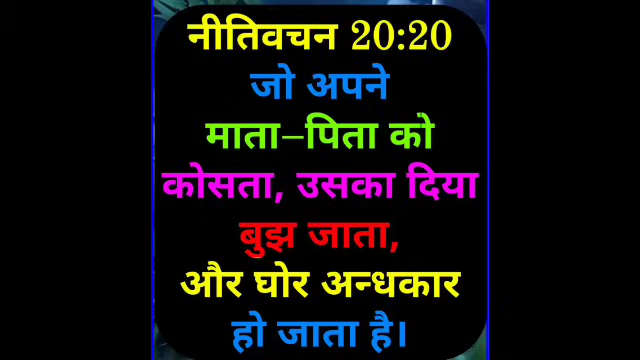 नीतिवचन 20:20
जो अपने
माता–पिता को
कोसता, उसका दिया
बुझ जाता,
और घोर अन्धकार
हो जाता है।